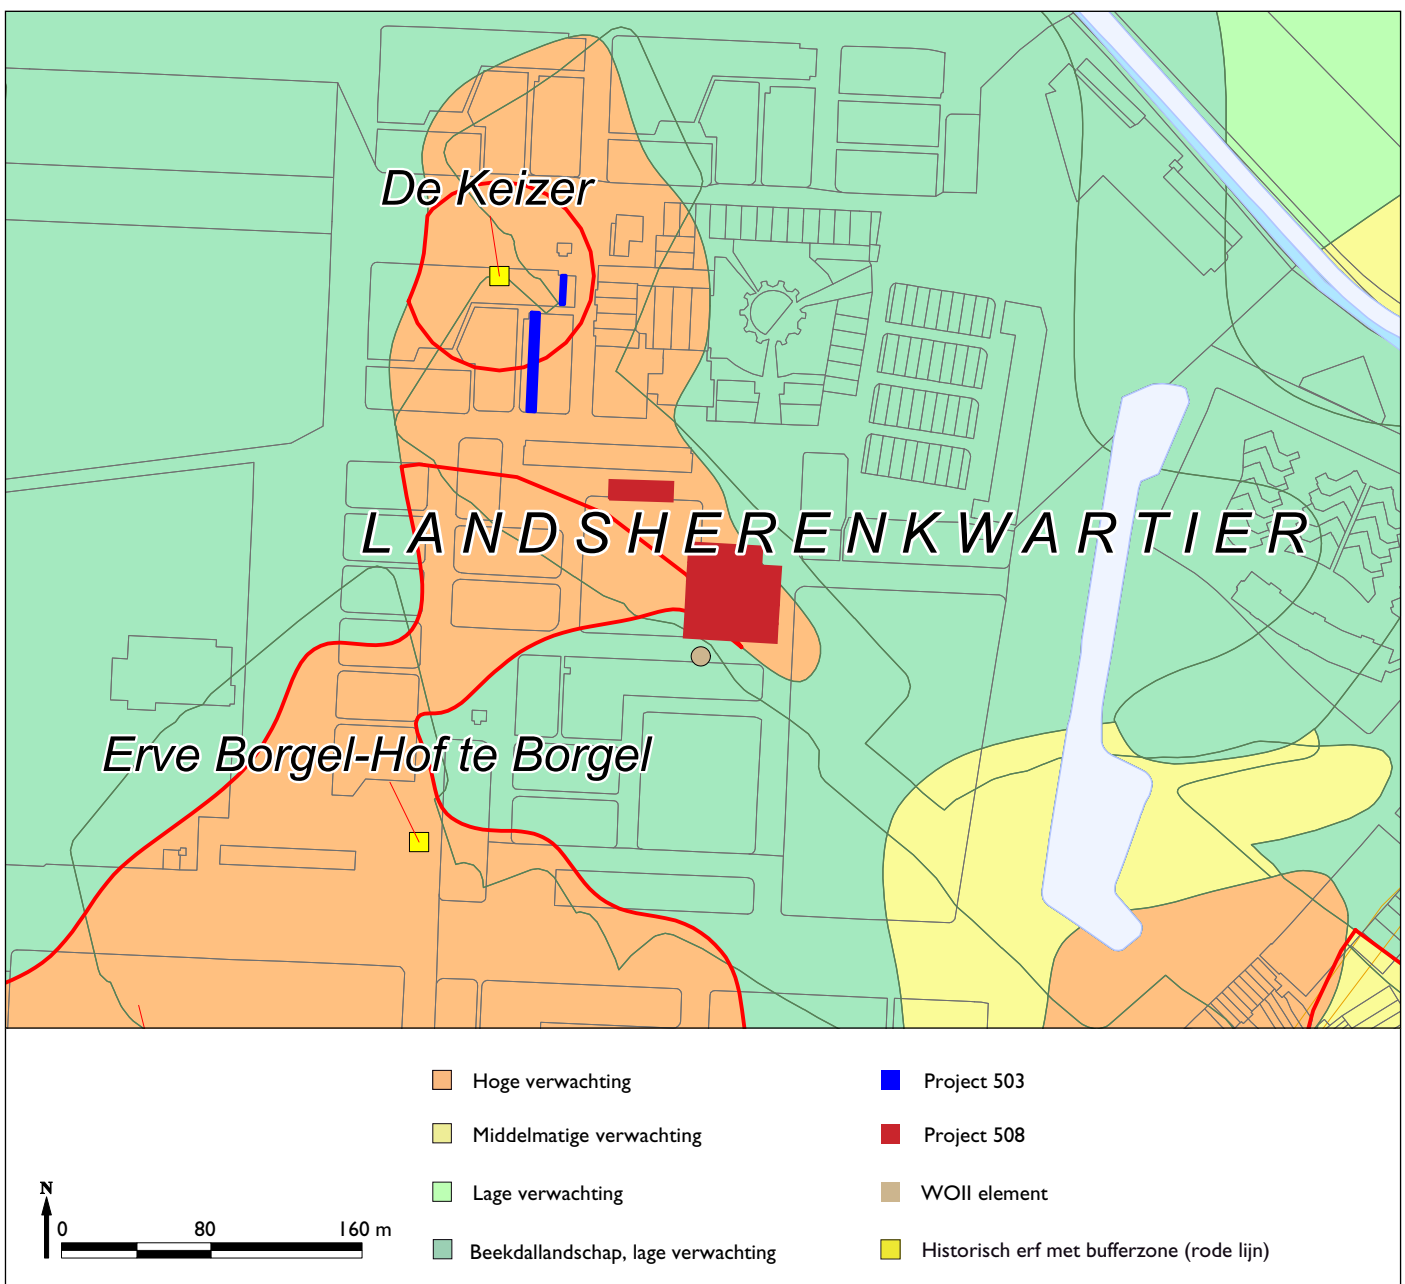 De Keizer
LANDSHERENKWARTIER
Erve Borgel-Hof te Borgel
Hoge verwachting
Project 503
Middelmatige verwachting
Project 508
Lage verwachting
WOII element
Beekdallandschap, lage verwachting
Historisch erf met bufferzone (rode lijn)
N
0 80 160 m